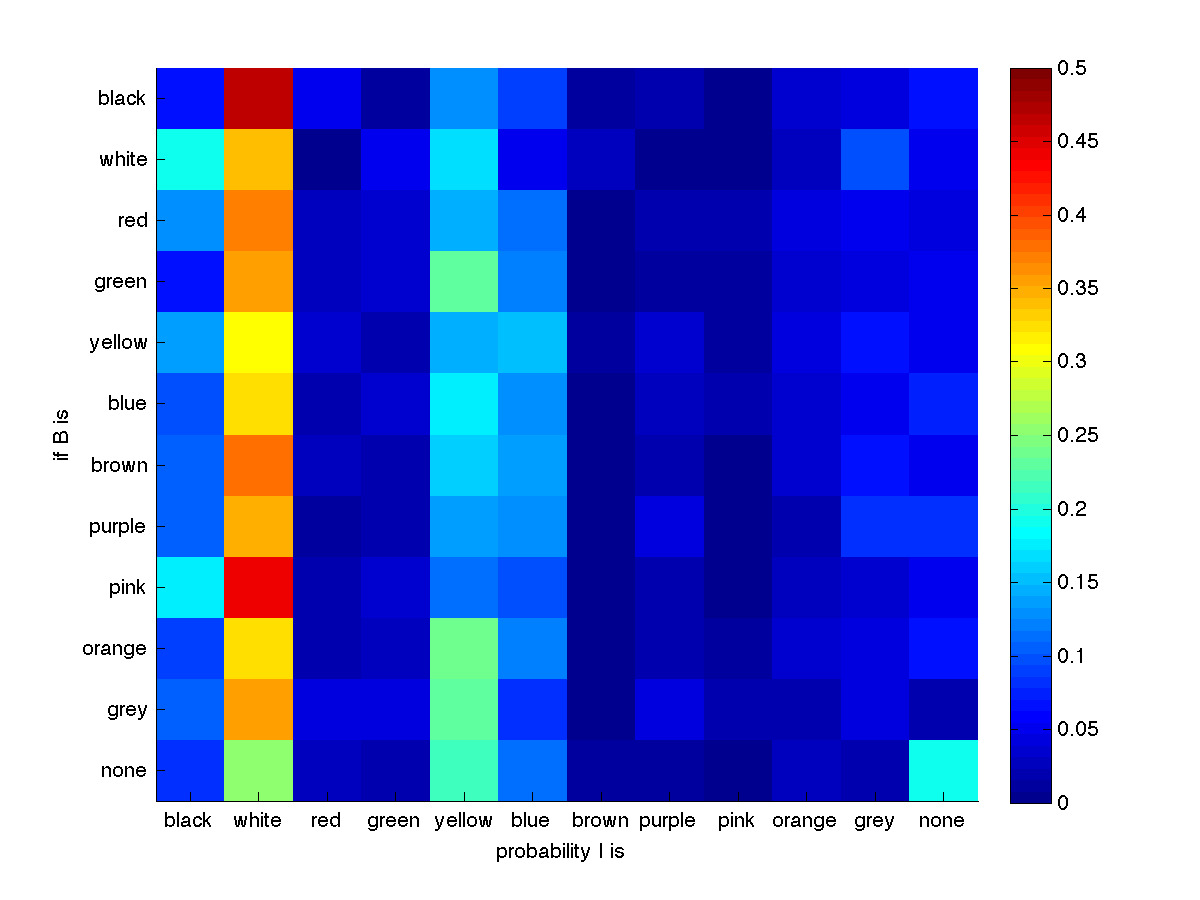 black
white
red
green
yellow
blue
brown
purple
pink
orange
grey
none
if B is
black white red green yellow blue brown purple pink orange grey none
probability I is
0.5
0.45
0.4
0.35
0.3
0.25
0.2
0.15
0.1
0.05
0